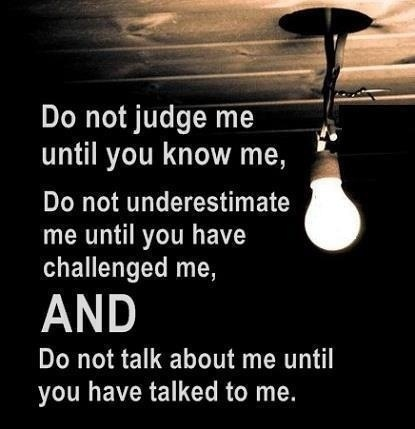 Do not judge me
until you know me,
Do not underestimate
me until you have
challenged me,
AND
Do not talk about me until
you have talked to me.